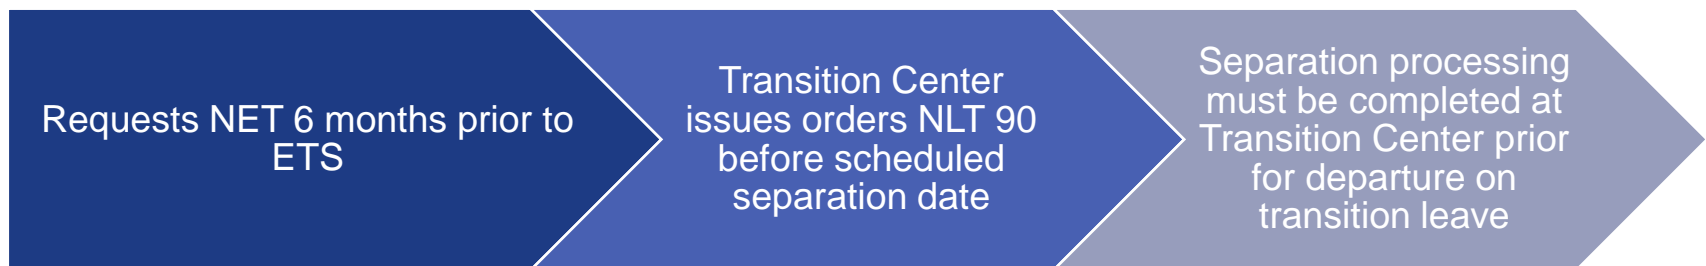 Requests NET 6 months prior to
ETS
Transition Center
issues orders NLT 90
before scheduled
separation date
Separation processing
must be completed at
Transition Center prior
for departure on
transition leave